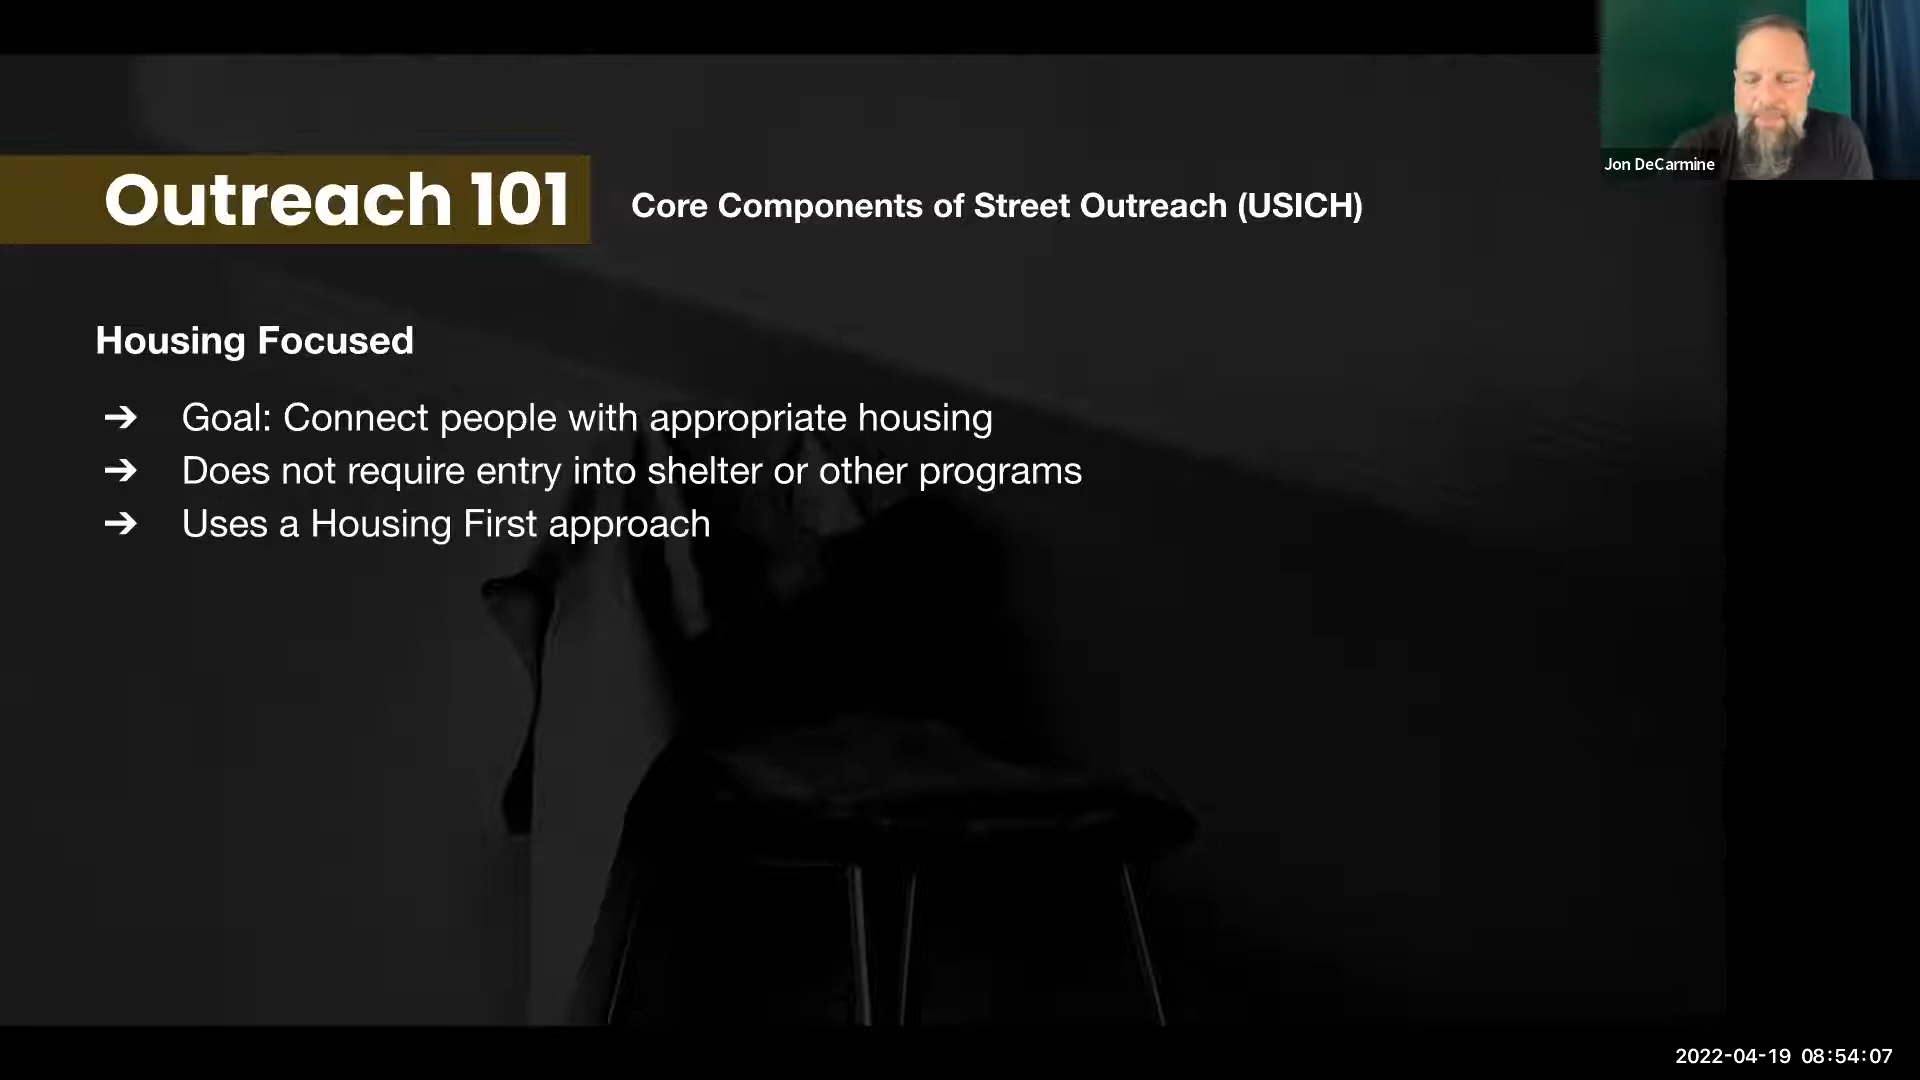 Outreach 101 Core Components of Street Outreach (USICH)
Jon DeCarmine
Housing Focused
➔ Goal: Connect people with appropriate housing
➔ Does not require entry into shelter or other programs
➔ Uses a Housing First approach
2022-04-19 08:54:07